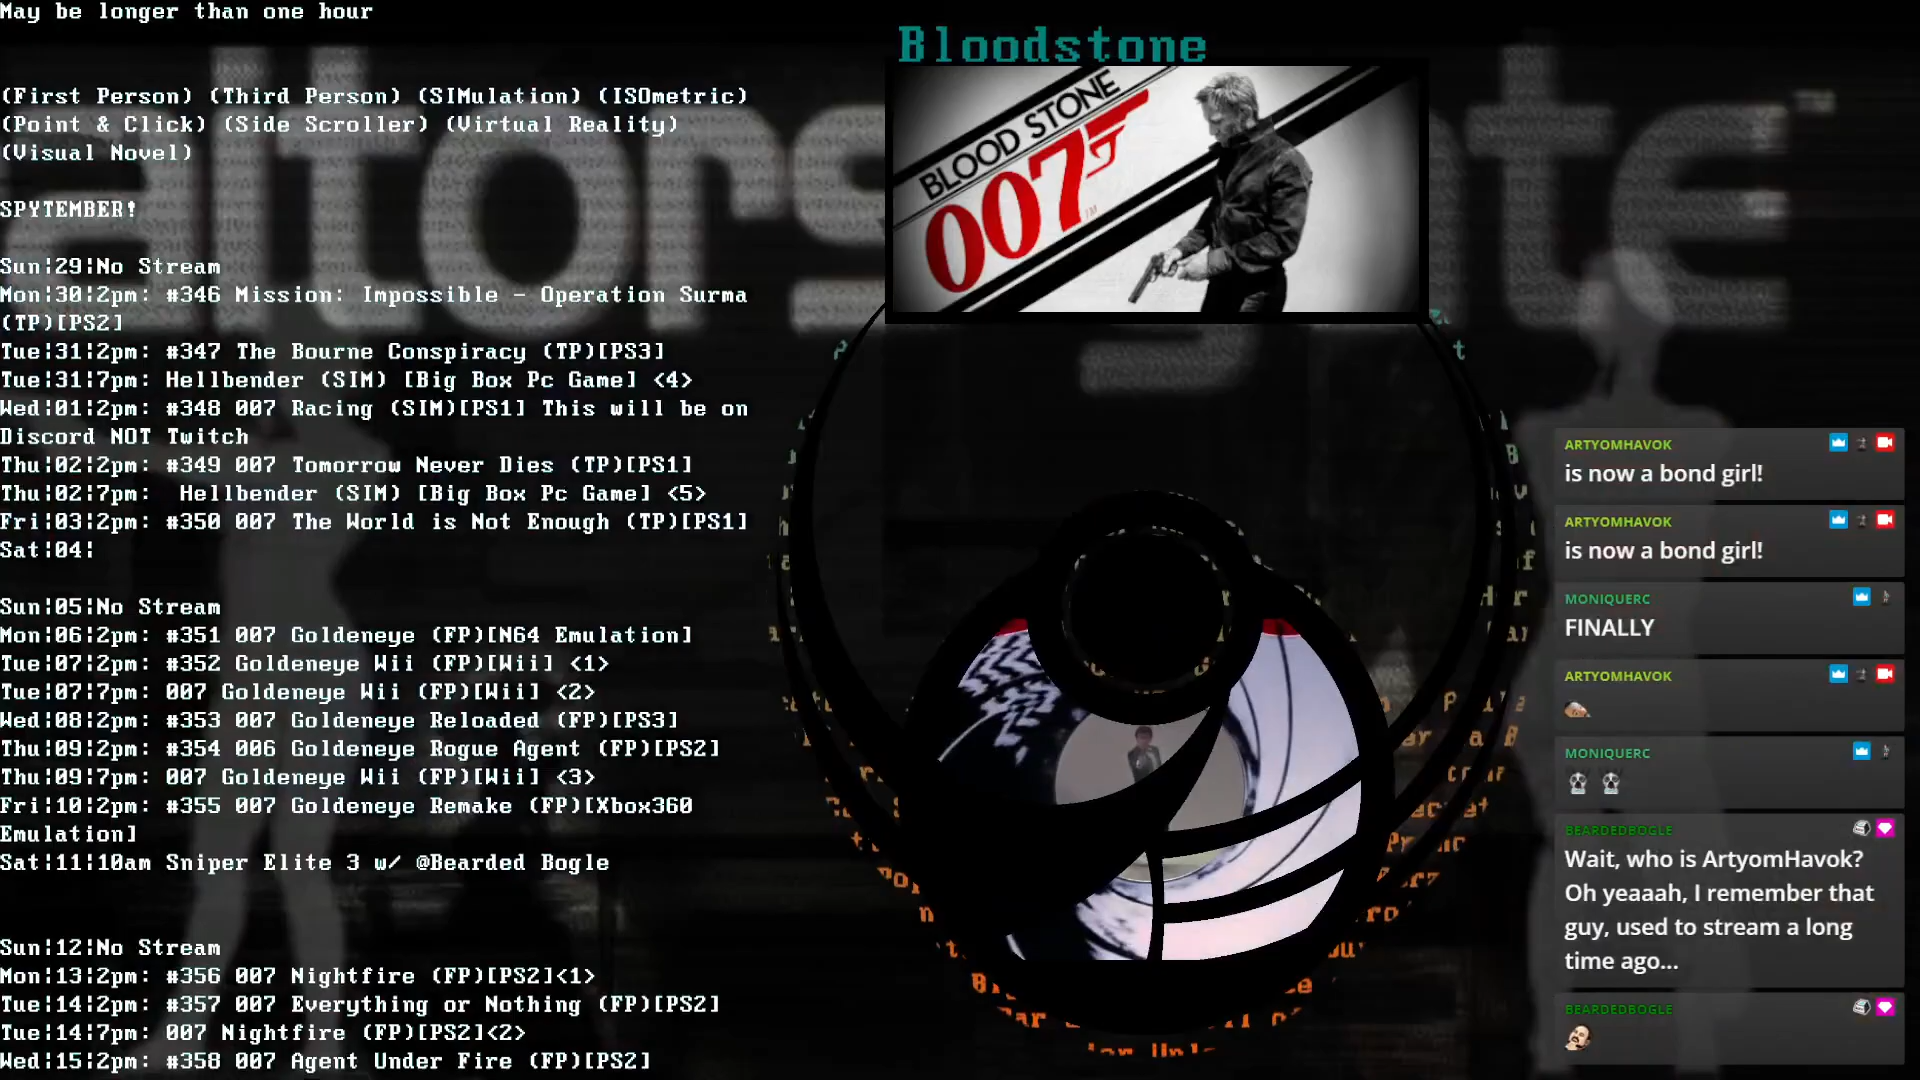 May be longer than one hour
(First Person) (Third Person) (SIMulation) (ISOmetric)
(Point & Click) (Side Scroller) (Virtual Reality)
(Visual Novel)
SPYTEMBER!
Sun|29|No Stream
Mon|30|2pm: #346 Mission: Impossible - Operation Surma
(TP)[PS2]
Tue|31|2pm: #347 The Bourne Conspiracy (TP)[PS3]
Tue|31|7pm: Hellbender (SIM) [Big Box Pc Game] <4>
Wed|01|2pm: #348 007 Racing (SIM)[PS1] This will be on
Discord NOT Twitch
Thu|02|2pm: #349 007 Tomorrow Never Dies (TP)[PS1]
Thu|02|7pm:  Hellbender (SIM) [Big Box Pc Game] <5>
Fri|03|2pm: #350 007 The World is Not Enough (TP)[PS1]
Sat|04|
Sun|05|No Stream
Mon|06|2pm: #351 007 Goldeneye (FP)[N64 Emulation]
Tue|07|2pm: #352 Goldeneye Wii (FP)[Wii] <1>
Tue|07|7pm: 007 Goldeneye Wii (FP)[Wii] <2>
Wed|08|2pm: #353 007 Goldeneye Reloaded (FP)[PS3]
Thu|09|2pm: #354 006 Goldeneye Rogue Agent (FP)[PS2]
Thu|09|7pm: 007 Goldeneye Wii (FP)[Wii] <3>
Fri|10|2pm: #355 007 Goldeneye Remake (FP)[Xbox360
Emulation]
Sat|11|10am Sniper Elite 3 w/ @Bearded Bogle
Sun|12|No Stream
Mon|13|2pm: #356 007 Nightfire (FP)[PS2]<1>
Tue|14|2pm: #357 007 Everything or Nothing (FP)[PS2]
Tue|14|7pm: 007 Nightfire (FP)[PS2]<2>
Wed|15|2pm: #358 007 Agent Under Fire (FP)[PS2]
Bloodstone
BLOOD STONE
007
TM
ARTYOMHAVOK
is now a bond girl!
ARTYOMHAVOK
is now a bond girl!
MONIQUERC
FINALLY
ARTYOMHAVOK
MONIQUERC
BEARDEDBOGLE
Wait, who is ArtyomHavok?
Oh yeaaah, I remember that
guy, used to stream a long
time ago...
BEARDEDBOGLE